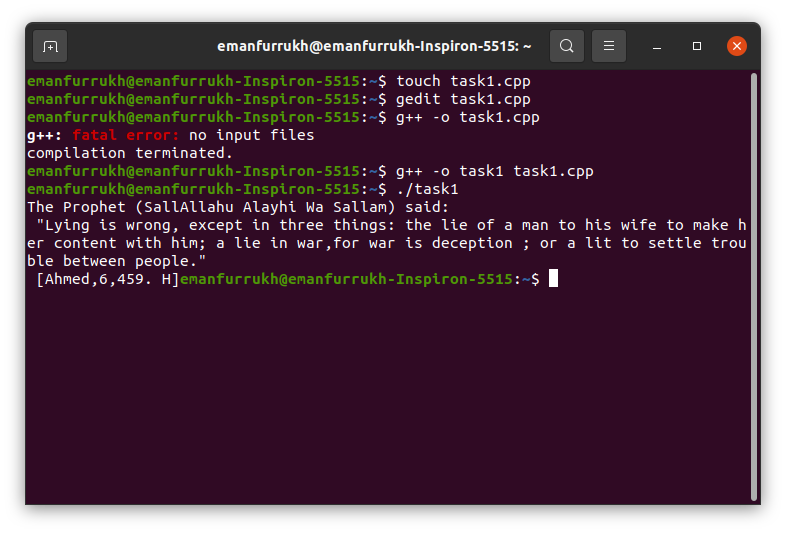 emanfurrukh@emanfurrukh-Inspiron-5515: ~
emanfurrukh@emanfurrukh-Inspiron-5515:~$ touch task1.cpp
emanfurrukh@emanfurrukh-Inspiron-5515:~$ gedit task1.cpp
emanfurrukh@emanfurrukh-Inspiron-5515:~$ g++ -o task1.cpp
g++: fatal error: no input files
compilation terminated.
emanfurrukh@emanfurrukh-Inspiron-5515:~$ g++ -o task1 task1.cpp
emanfurrukh@emanfurrukh-Inspiron-5515:~$ ./task1
The Prophet (SallAllahu Alayhi Wa Sallam) said:
 "Lying is wrong, except in three things: the lie of a man to his wife to make h
er content with him; a lie in war,for war is deception ; or a lit to settle trou
ble between people."
 [Ahmed,6,459. H]emanfurrukh@emanfurrukh-Inspiron-5515:~$